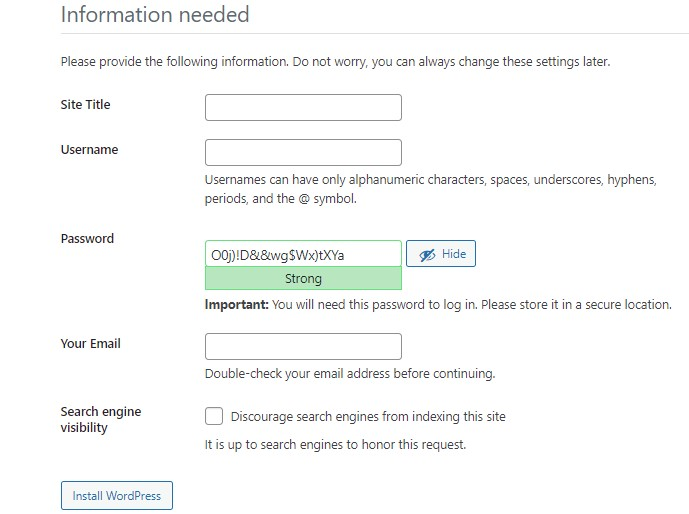 Information needed
Please provide the following information. Do not worry, you can always change these settings later.
Site Title
Username
Usernames can have only alphanumeric characters, spaces, underscores, hyphens,
periods, and the @ symbol.
Password
O0j)!D&&wg$Wx)tXYa
Hide
Strong
Important: You will need this password to log in. Please store it in a secure location.
Your Email
Double-check your email address before continuing.
Search engine
visibility
Discourage search engines from indexing this site
It is up to search engines to honor this request.
Install WordPress